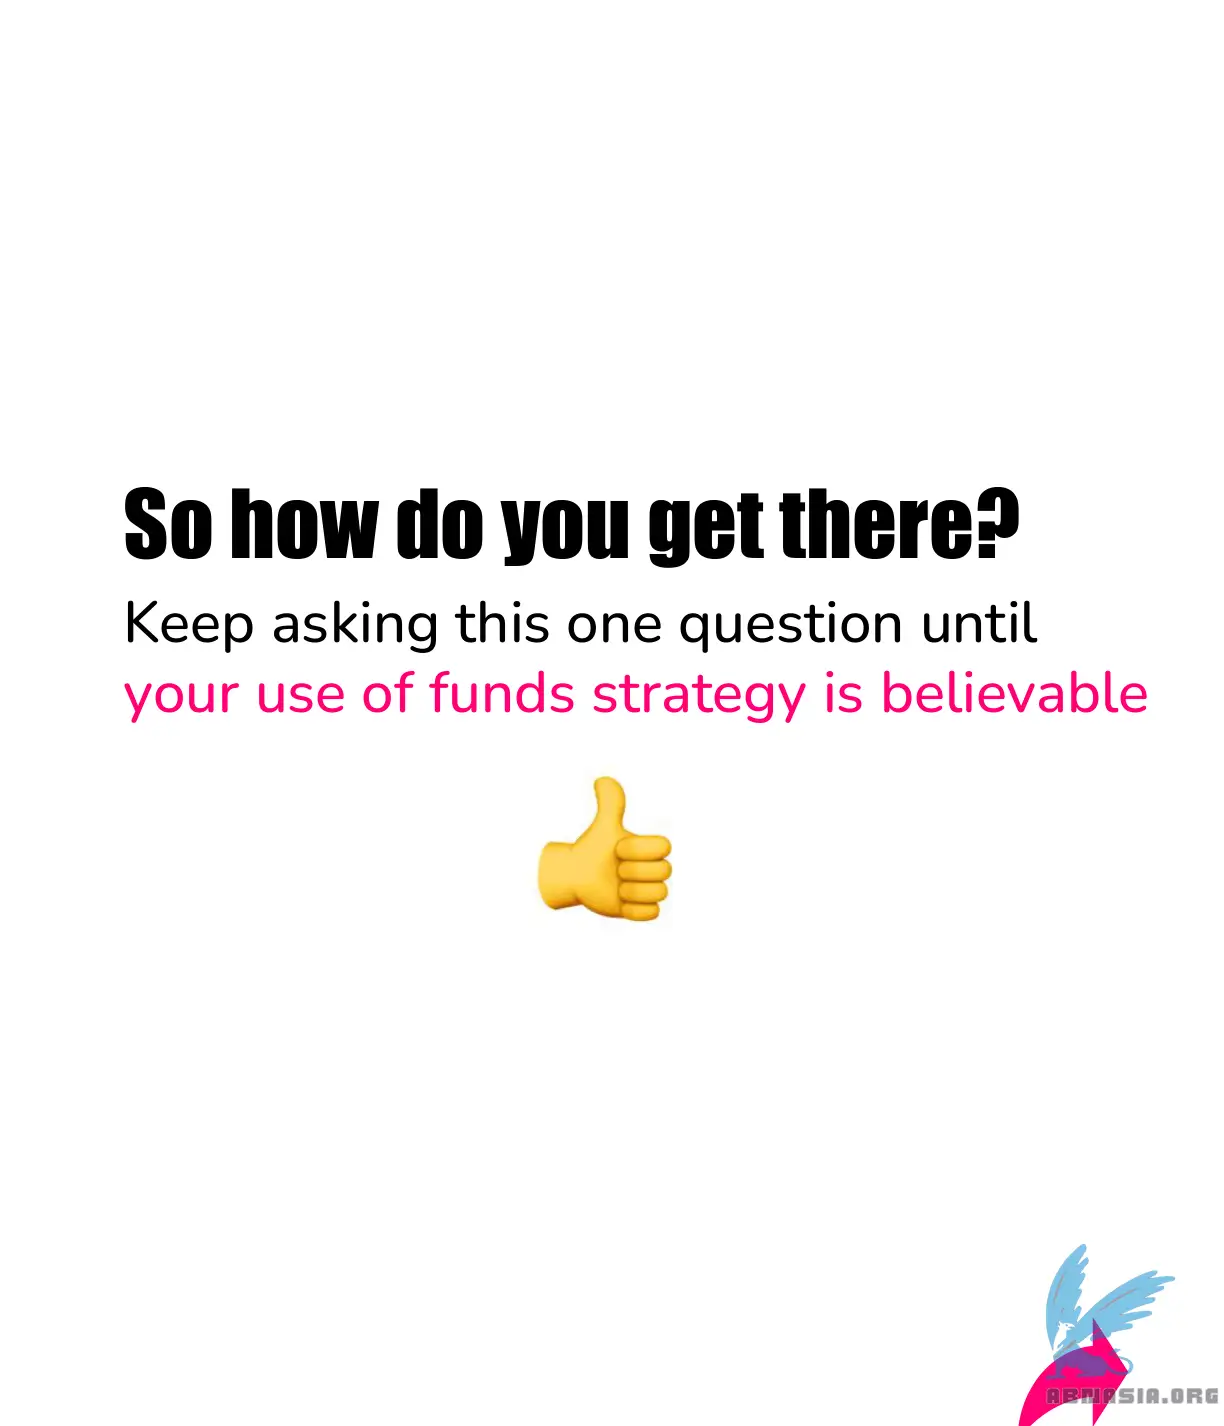 So how do you get there?
Keep asking this one question until
your use of funds strategy is believable
ABNASIA.ORG